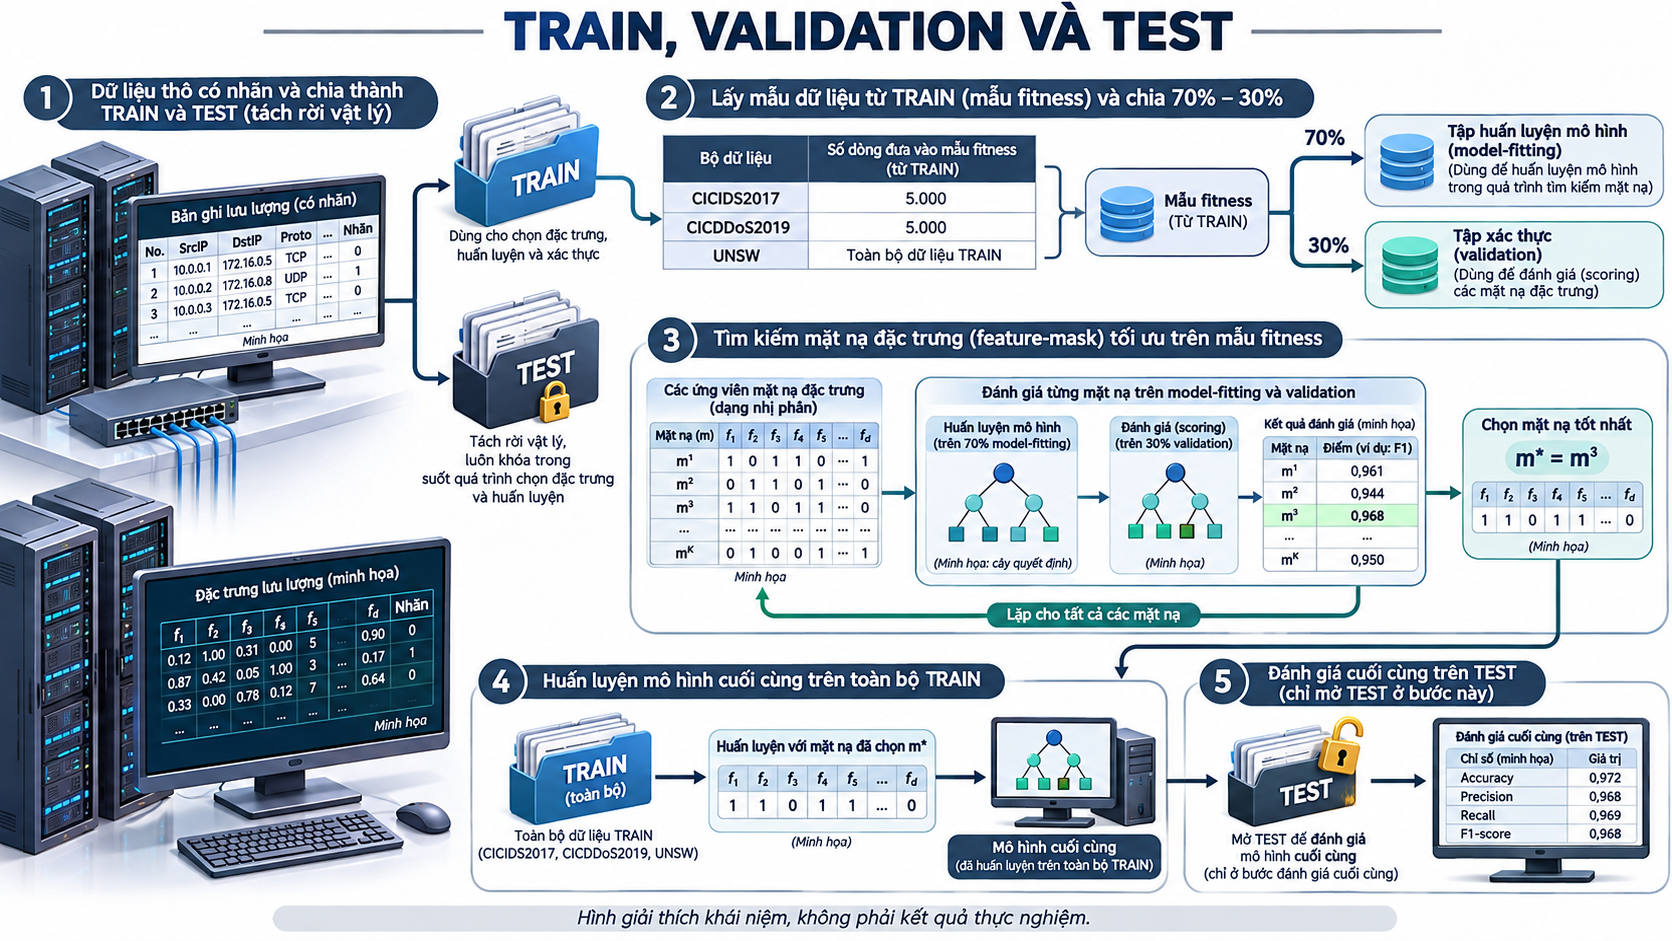 TRAIN, VALIDATION VÀ TEST
1
Dữ liệu thô có nhãn và chia thành
TRAIN và TEST (tách rời vật lý)
Bản ghi lưu lượng (có nhãn)
No. SrcIP DstIP Proto ... Nhãn
1 10.0.0.1 172.16.0.5 TCP ... 0
2 10.0.0.2 172.16.0.8 UDP ... 1
3 10.0.0.3 172.16.0.5 TCP ... 0
... ... ... ... ...
Minh họa
TRAIN
Dùng cho chọn đặc trưng,
huấn luyện và xác thực
TEST
Tách rời vật lý,
luôn khóa trong
suốt quá trình chọn đặc trưng
và huấn luyện
Đặc trưng lưu lượng (minh họa)
f1 f2 f3 f$ f5 ... fd Nhãn
0.12 1.00 0.31 0.00 5 ... 0.90 0
0.87 0.42 0.05 1.00 3 ... 0.17 1
0.33 0.00 0.78 0.12 7 ... 0.64 0
... ... ... ... ... ...
Minh họa
2
Lấy mẫu dữ liệu từ TRAIN (mẫu fitness) và chia 70% – 30%
Bộ dữ liệu Số dòng đưa vào mẫu fitness
(từ TRAIN)
CICIDS2017 5.000
CICDDoS2019 5.000
UNSW Toàn bộ dữ liệu TRAIN
Mẫu fitness
(Từ TRAIN)
70%
Tập huấn luyện mô hình
(model-fitting)
(Dùng để huấn luyện mô hình
trong quá trình tìm kiếm mặt nạ)
30%
Tập xác thực
(validation)
(Dùng để đánh giá (scoring)
các mặt nạ đặc trưng)
3
Tìm kiếm mặt nạ đặc trưng (feature-mask) tối ưu trên mẫu fitness
Các ứng viên mặt nạ đặc trưng
(dạng nhị phân)
Mặt nạ (m) f1 f2 f3 f4 f5 ... fd
m1 1 0 1 1 0 ... 1
m2 0 1 1 0 1 ... 0
m3 1 1 0 1 1 ... 0
... ... ... ... ... ... ... ...
mK 0 1 0 0 1 ... 1
Minh họa
Đánh giá từng mặt nạ trên model-fitting và validation
Huấn luyện mô hình
(trên 70% model-fitting)
(Minh họa: cây quyết định)
Đánh giá (scoring)
(trên 30% validation)
(Minh họa)
Kết quả đánh giá (minh họa)
Mặt nạ Điểm (ví dụ: F1)
m1 0,961
m2 0,944
m3 0,968
... ...
mK 0,950
Lặp cho tất cả các mặt nạ
Chọn mặt nạ tốt nhất
m* = m3
f1 f2 f3 f4 f5 ... fd
1 1 0 1 1 ... 0
(Minh họa)
4
Huấn luyện mô hình cuối cùng trên toàn bộ TRAIN
TRAIN
(toàn bộ)
Toàn bộ dữ liệu TRAIN
(CICIDS2017, CICDDoS2019, UNSW)
Huấn luyện với mặt nạ đã chọn m*
f1 f2 f3 f4 f5 ... fd
1 1 0 1 1 ... 0
(Minh họa)
Mô hình cuối cùng
(đã huấn luyện trên toàn bộ TRAIN)
5
Đánh giá cuối cùng trên TEST
(chỉ mở TEST ở bước này)
TEST
Mở TEST để đánh giá
mô hình cuối cùng
(chỉ ở bước đánh giá cuối cùng)
Đánh giá cuối cùng (trên TEST)
Chỉ số (minh họa) Giá trị
Accuracy 0,972
Precision 0,968
Recall 0,969
F1-score 0,968
Hình giải thích khái niệm, không phải kết quả thực nghiệm.